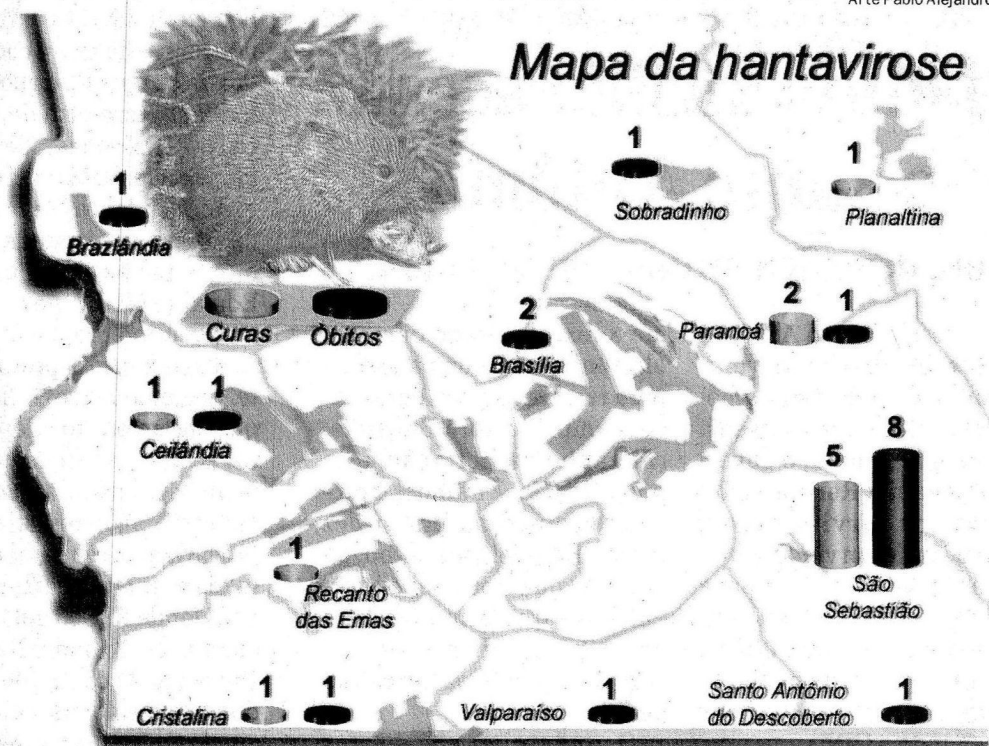 Arte Pablo Alejandro
Mapa da hantavirose
1
Sobradinho
1
Planaltina
1
Brazlândia
Curas
Óbitos
2
Brasília
2
1
Paranoá
1
1
Ceilândia
5
8
São
Sebastião
1
Recanto
das Emas
1
1
Cristalina
1
Valparaíso
Santo Antônio
do Descoberto
1